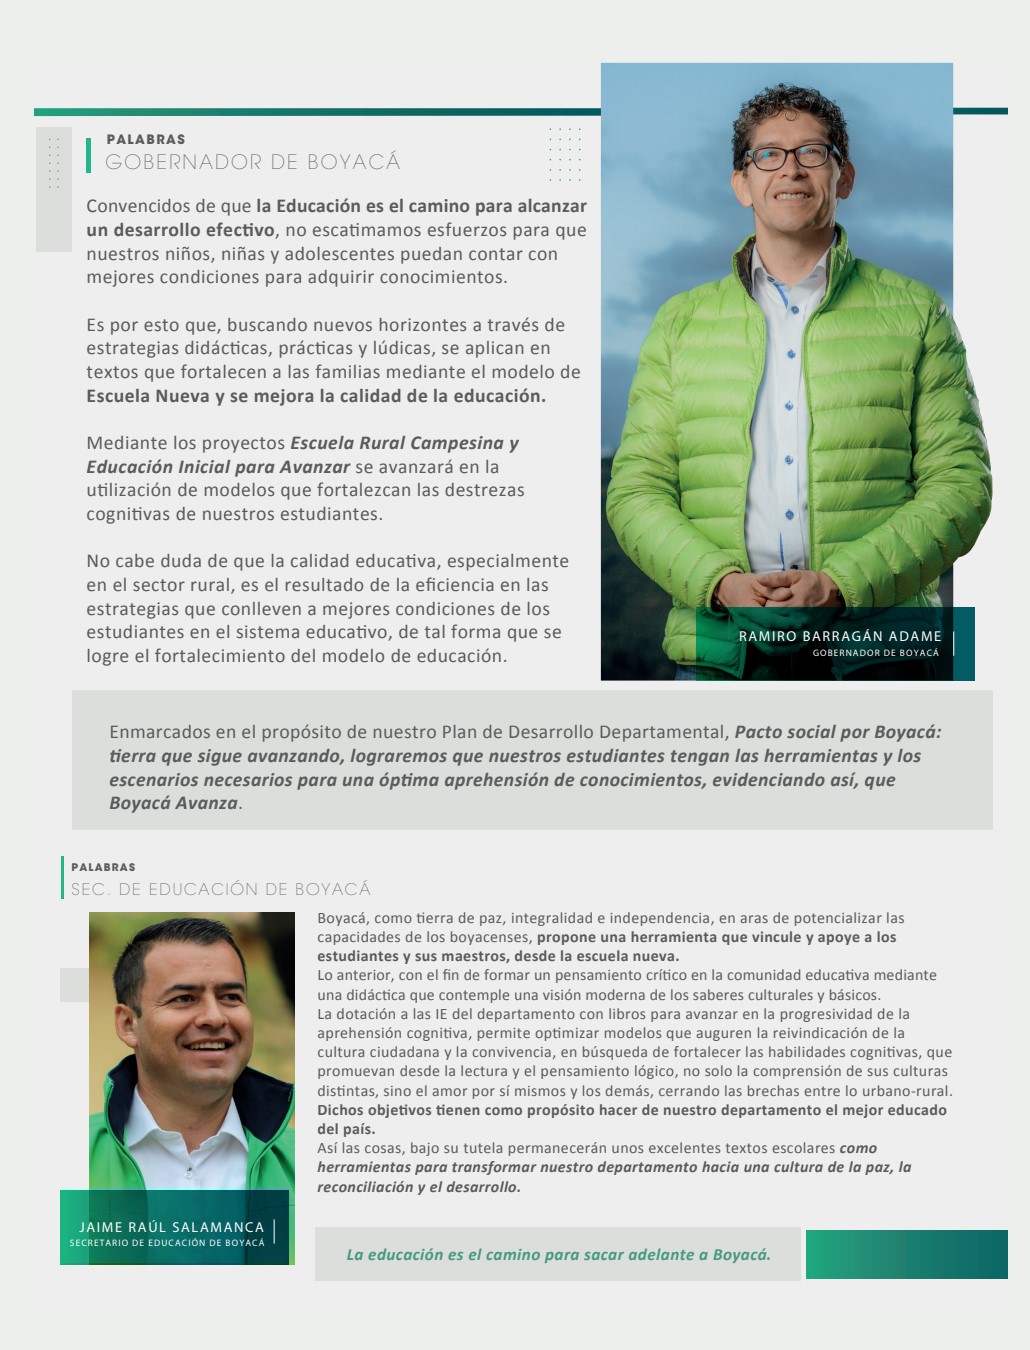 PALABRAS
GOBERNADOR DE BOYACÁ
Convencidos de que la Educación es el camino para alcanzar
un desarrollo efectivo, no escatimamos esfuerzos para que
nuestros niños, niñas y adolescentes puedan contar con
mejores condiciones para adquirir conocimientos.
Es por esto que, buscando nuevos horizontes a través de
estrategias didácticas, prácticas y lúdicas, se aplican en
textos que fortalecen a las familias mediante el modelo de
Escuela Nueva y se mejora la calidad de la educación.
Mediante los proyectos Escuela Rural Campesina y
Educación Inicial para Avanzar se avanzará en la
utilización de modelos que fortalezcan las destrezas
cognitivas de nuestros estudiantes.
No cabe duda de que la calidad educativa, especialmente
en el sector rural, es el resultado de la eficiencia en las
estrategias que conlleven a mejores condiciones de los
estudiantes en el sistema educativo, de tal forma que se
logre el fortalecimiento del modelo de educación.
RAMIRO BARRAGÁN ADAME
GOBERNADOR DE BOYACÁ
Enmarcados en el propósito de nuestro Plan de Desarrollo Departamental, Pacto social por Boyacá:
tierra que sigue avanzando, lograremos que nuestros estudiantes tengan las herramientas y los
escenarios necesarios para una óptima aprehensión de conocimientos, evidenciando así, que
Boyacá Avanza.
PALABRAS
SEC. DE EDUCACIÓN DE BOYACÁ
Boyacá, como tierra de paz, integralidad e independencia, en aras de potencializar las
capacidades de los boyacenses, propone una herramienta que vincule y apoye a los
estudiantes y sus maestros, desde la escuela nueva.
Lo anterior, con el fin de formar un pensamiento crítico en la comunidad educativa mediante
una didáctica que contemple una visión moderna de los saberes culturales y básicos.
La dotación a las IE del departamento con libros para avanzar en la progresividad de la
aprehensión cognitiva, permite optimizar modelos que auguren la reivindicación de la
cultura ciudadana y la convivencia, en búsqueda de fortalecer las habilidades cognitivas, que
promuevan desde la lectura y el pensamiento lógico, no solo la comprensión de sus culturas
distintas, sino el amor por sí mismos y los demás, cerrando las brechas entre lo urbano-rural.
Dichos objetivos tienen como propósito hacer de nuestro departamento el mejor educado
del país.
Así las cosas, bajo su tutela permanecerán unos excelentes textos escolares como
herramientas para transformar nuestro departamento hacia una cultura de la paz, la
reconciliación y el desarrollo.
JAIME RAÚL SALAMANCA
SECRETARIO DE EDUCACIÓN DE BOYACÁ
La educación es el camino para sacar adelante a Boyacá.